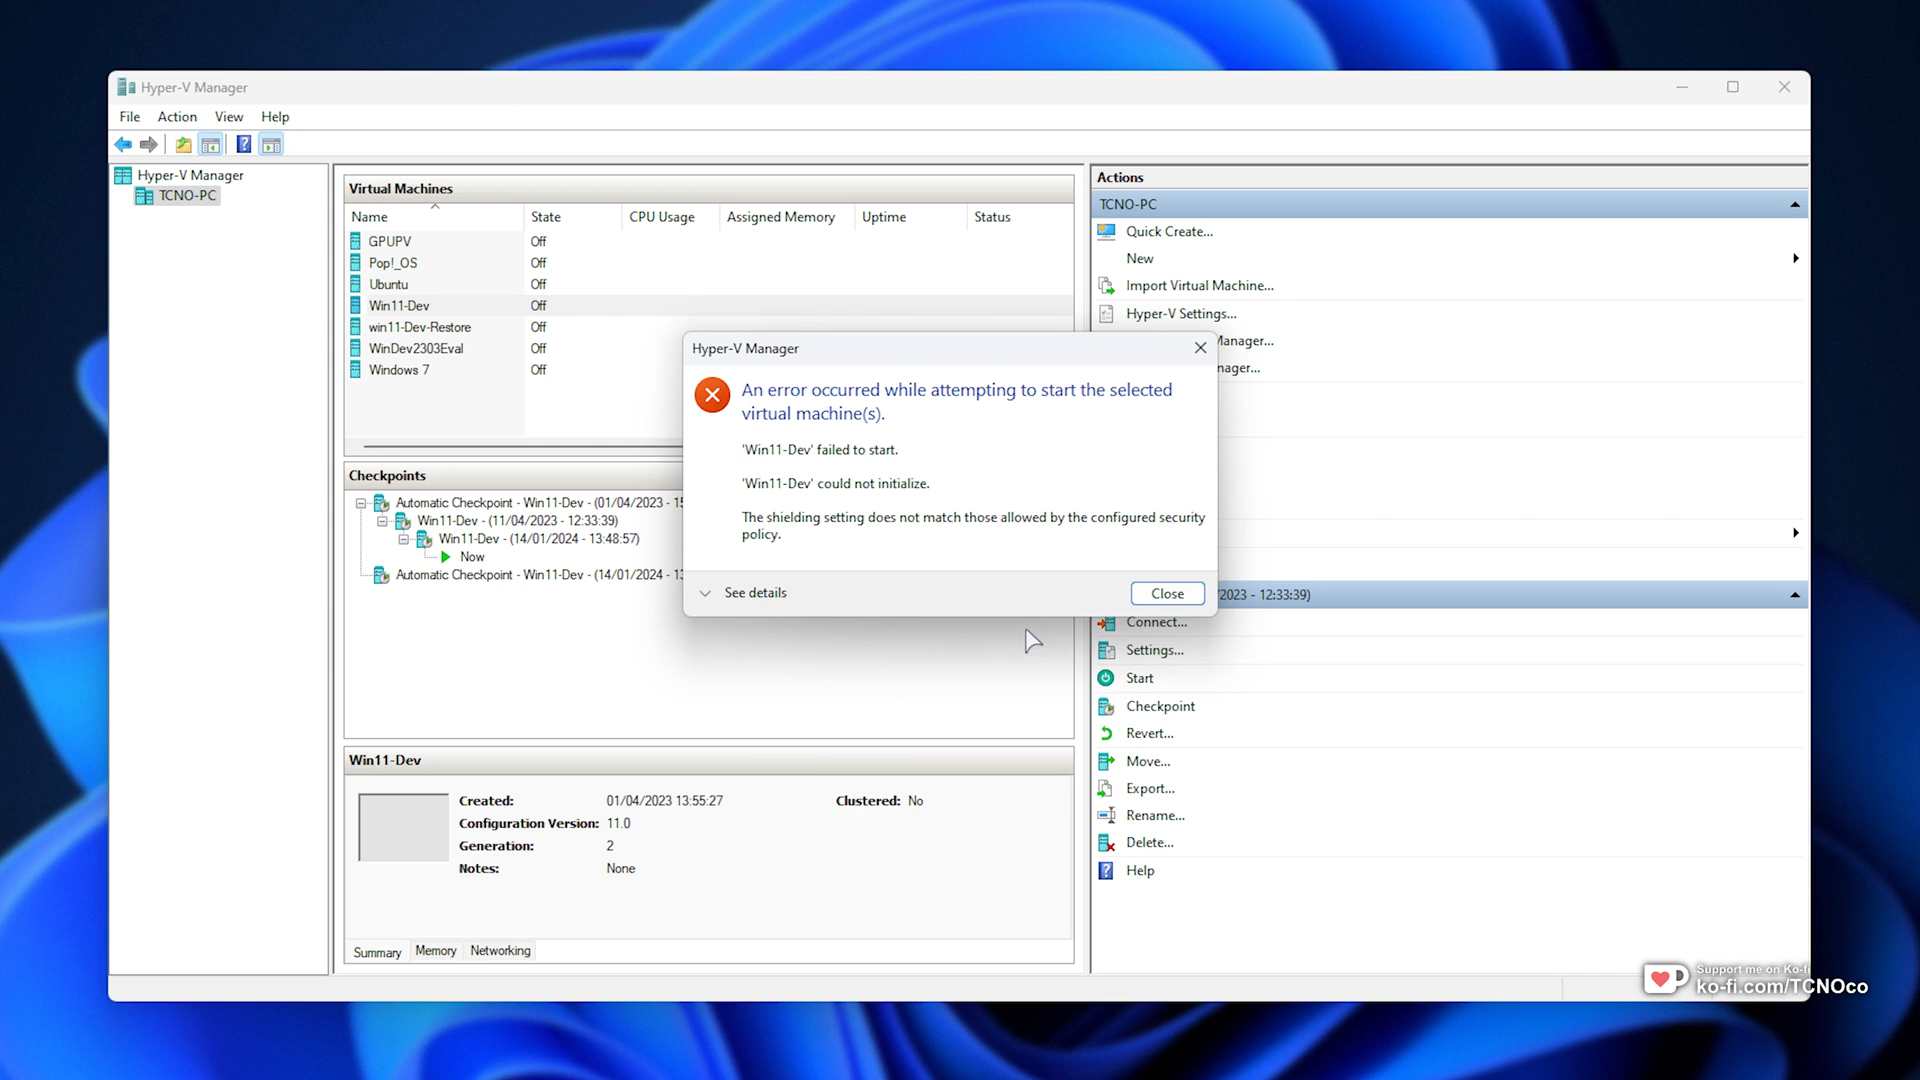 Hyper-V Manager
File Action View Help
Hyper-V Manager
TCNO-PC
Virtual Machines
Name State CPU Usage Assigned Memory Uptime Status
GPUPV Off
Pop!_OS Off
Ubuntu Off
Win11-Dev Off
win11-Dev-Restore Off
WinDev2303Eval Off
Windows 7 Off
Checkpoints
Automatic Checkpoint - Win11-Dev - (01/04/2023 - 
Win11-Dev - (11/04/2023 - 12:33:39)
Win11-Dev - (14/01/2024 - 13:48:57)
Now
Automatic Checkpoint - Win11-Dev - (14/01/2024 - 
Win11-Dev
Created: 01/04/2023 13:55:27 Clustered: No
Configuration Version: 11.0
Generation: 2
Notes: None
Summary Memory Networking
Hyper-V Manager
An error occurred while attempting to start the selected
virtual machine(s).
'Win11-Dev' failed to start.
'Win11-Dev' could not initialize.
The shielding setting does not match those allowed by the configured security
policy.
See details Close
Actions
TCNO-PC
Quick Create...
New
Import Virtual Machine...
Hyper-V Settings...
Manager...
nager...
/2023 - 12:33:39)
Connect...
Settings...
Start
Checkpoint
Revert...
Move...
Export...
Rename...
Delete...
Help
Support me on Ko-fi
ko-fi.com/TCNOco